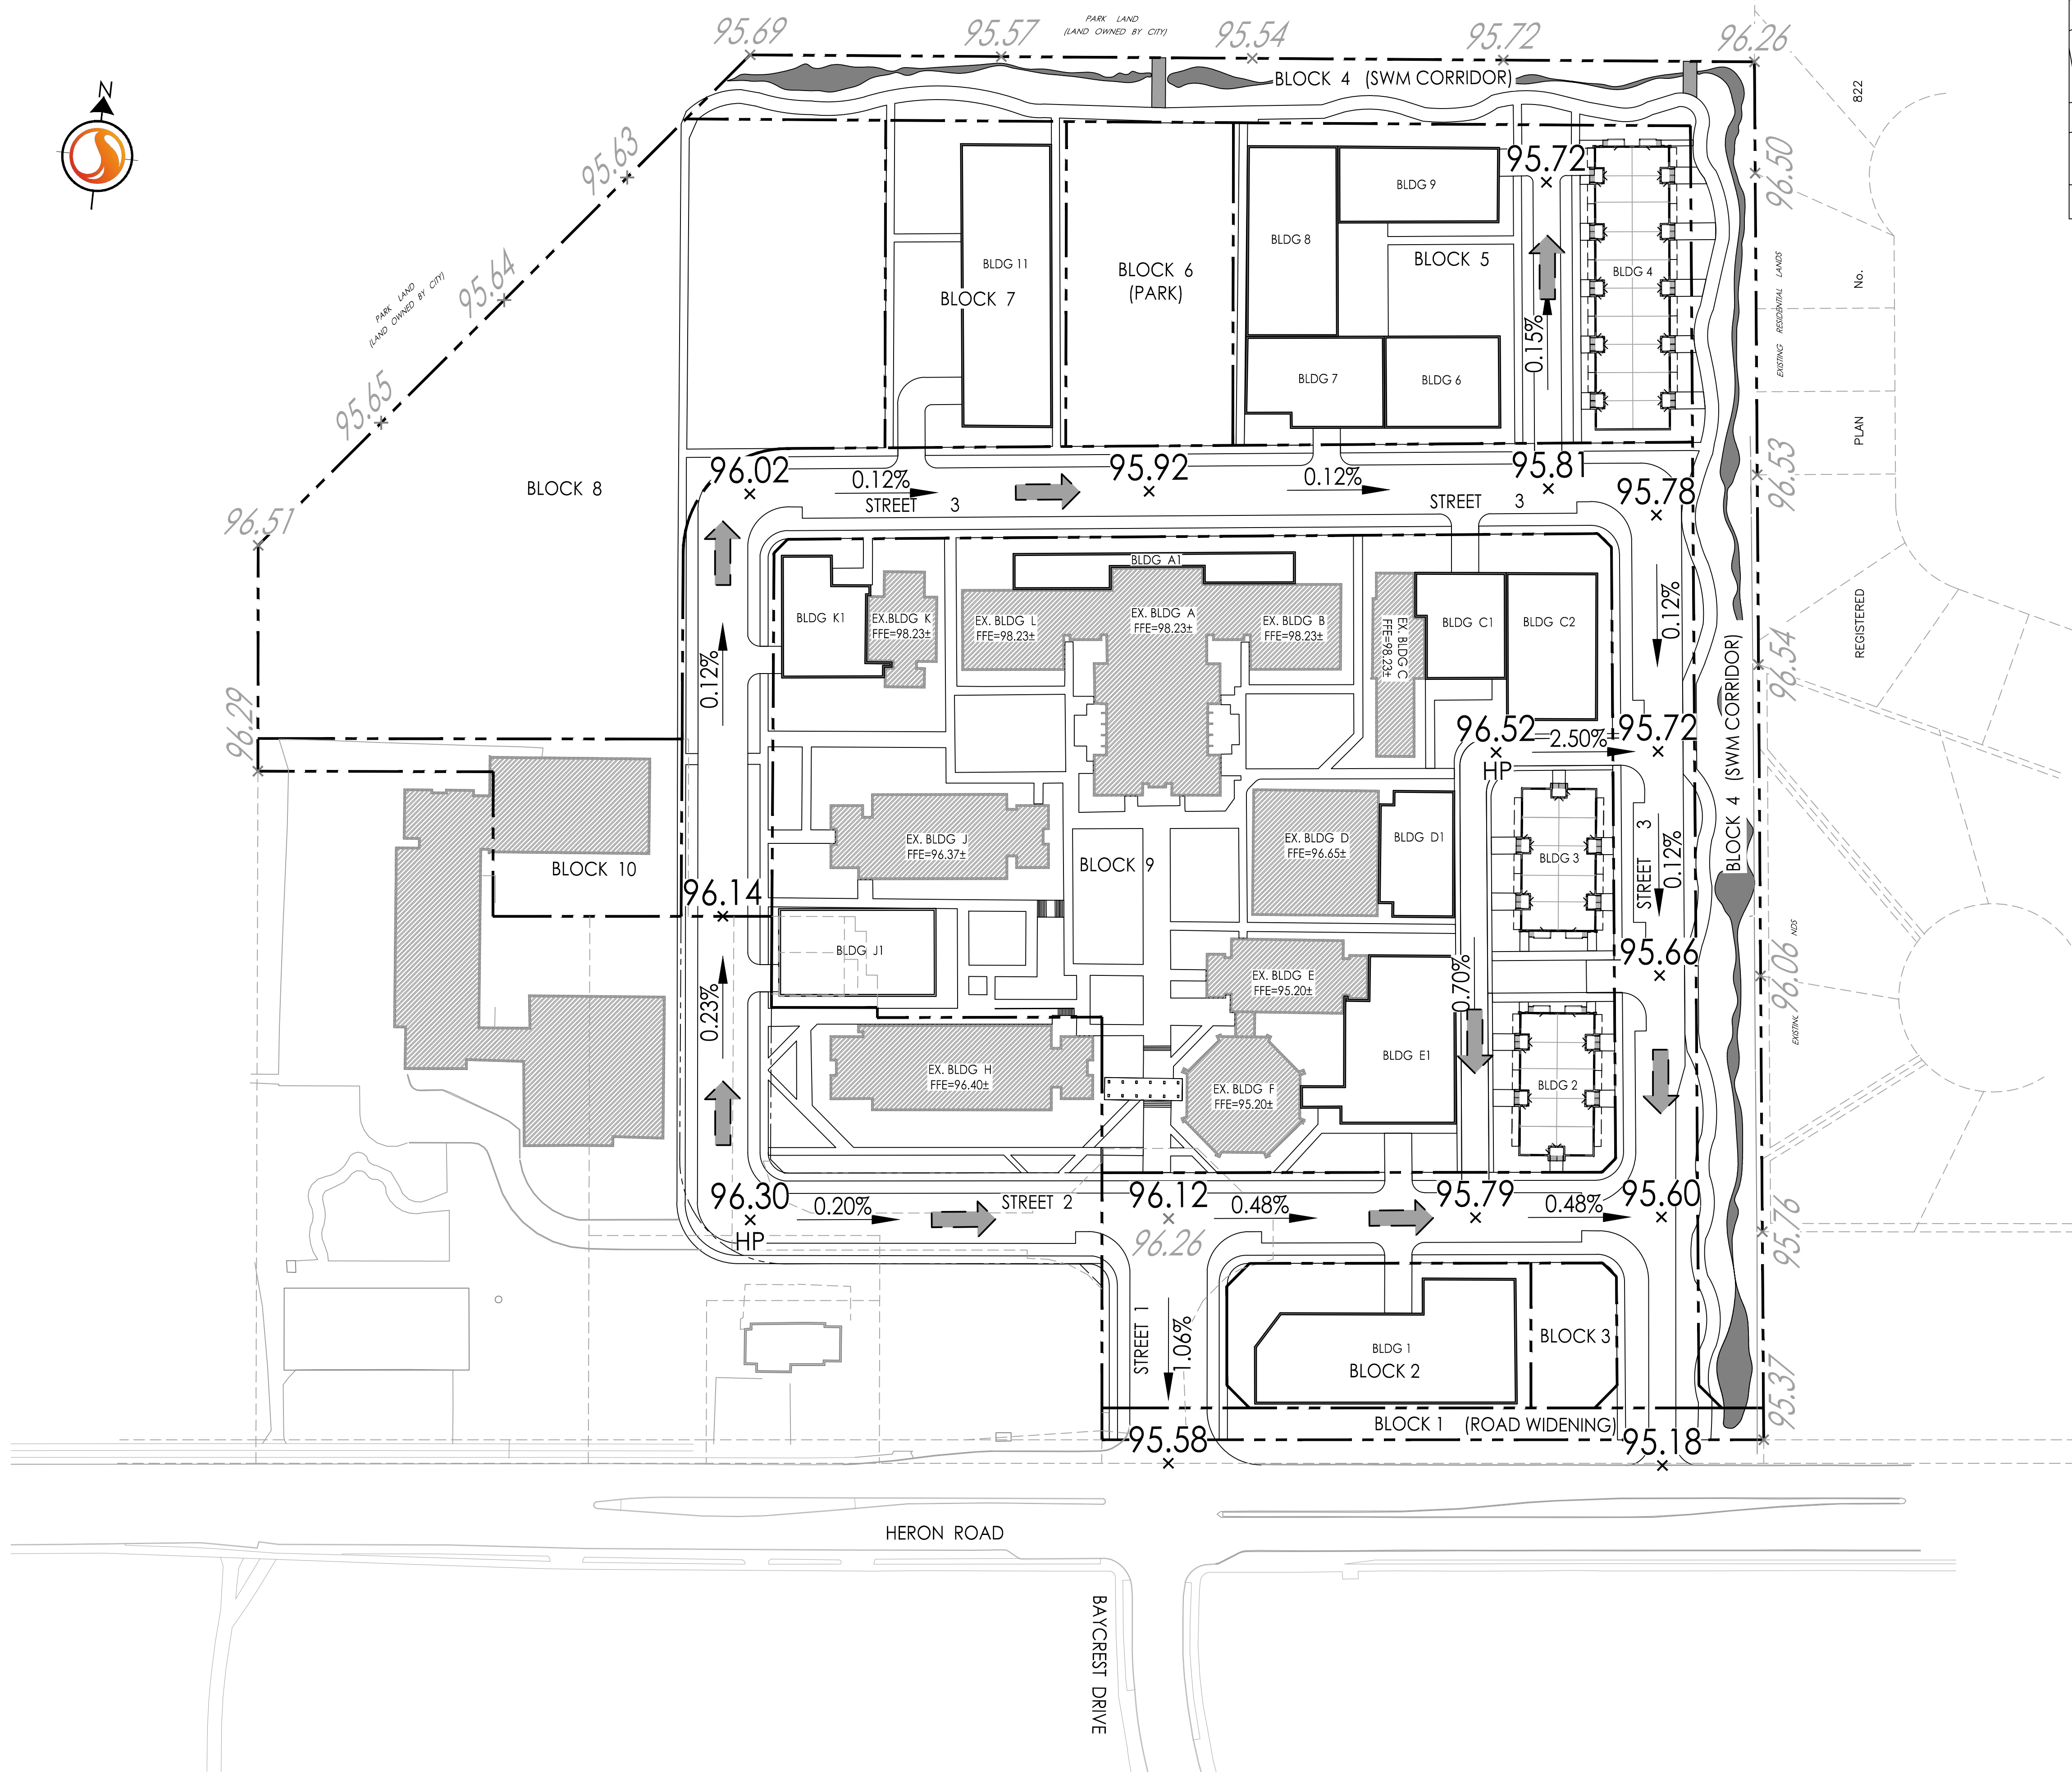 PARK LAND
(LAND OWNED BY CITY)
95.69
95.57
95.54
95.72
96.26
N
BLOCK 4 (SWM CORRIDOR)
822
95.63
95.72
96.50
BLDG 9
BLDG 8
BLDG 11
BLOCK 7
BLOCK 6
(PARK)
BLOCK 5
BLDG 4
No.
PARK LAND
(LAND OWNED BY CITY)
95.64
EXISTING RESIDENTIAL LANDS
0.15%
BLDG 7
BLDG 6
95.65
PLAN
96.02
0.12%
95.92
0.12%
95.81
96.53
BLOCK 8
STREET 3
STREET 3
95.78
96.51
BLDG A1
BLDG K1
EX.BLDG K
FFE=98.23±
EX. BLDG L
FFE=98.23±
EX. BLDG A
FFE=98.23±
EX. BLDG B
FFE=98.23±
EX. BLDG C
FFE=98.23±
BLDG C1
BLDG C2
0.12%
REGISTERED
0.12%
96.54
96.29
96.52
HP
2.50%
95.72
BLOCK 4 (SWM CORRIDOR)
EX. BLDG J
FFE=96.37±
EX. BLDG D
FFE=96.65±
BLDG D1
BLDG 3
STREET 3
0.12%
BLOCK 10
BLOCK 9
96.14
BLDG J1
95.66
96.06
EXISTING
NDS
0.23%
EX. BLDG E
FFE=95.20±
0.70%
EX. BLDG H
FFE=96.40±
EX. BLDG F
FFE=95.20±
BLDG E1
BLDG 2
96.30
HP
0.20%
STREET 2
96.12
96.26
0.48%
95.79
0.48%
95.60
95.76
STREET 1
1.06%
BLDG 1
BLOCK 2
BLOCK 3
95.37
BLOCK 1 (ROAD WIDENING)
95.58
95.18
HERON ROAD
BAYCREST DRIVE